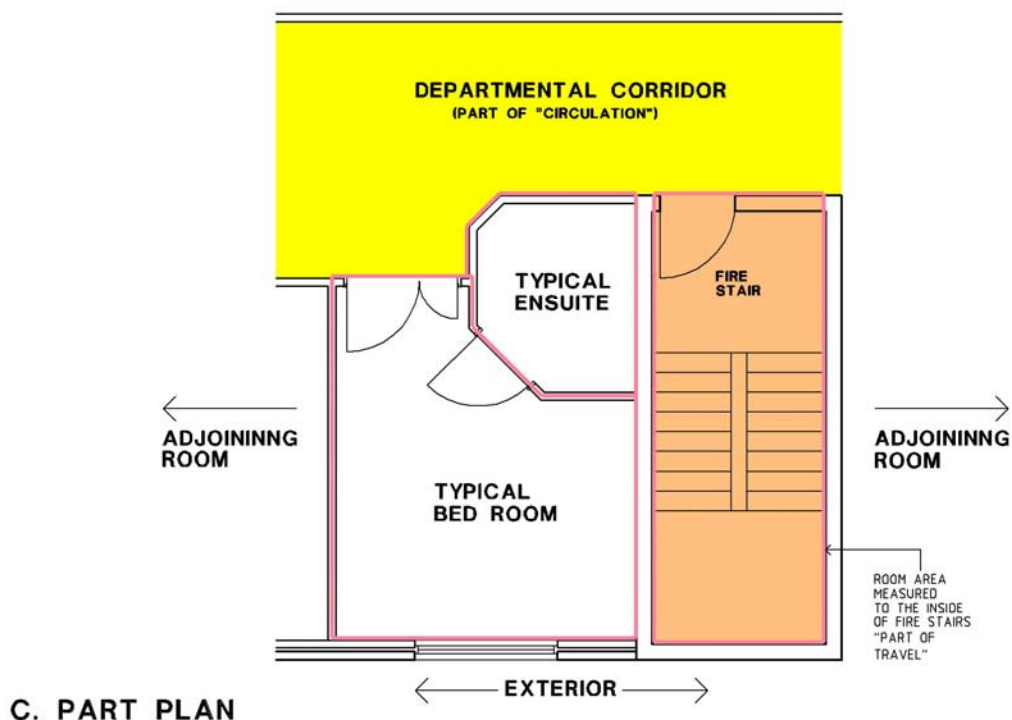 DEPARTMENTAL CORRIDOR
(PART OF "CIRCULATION")
TYPICAL
ENSUITE
FIRE
STAIR
ADJOININNG
ROOM
ADJOININNG
ROOM
TYPICAL
BED ROOM
ROOM AREA
MEASURED
TO THE INSIDE
OF FIRE STAIRS
"PART OF
TRAVEL"
EXTERIOR
C. PART PLAN